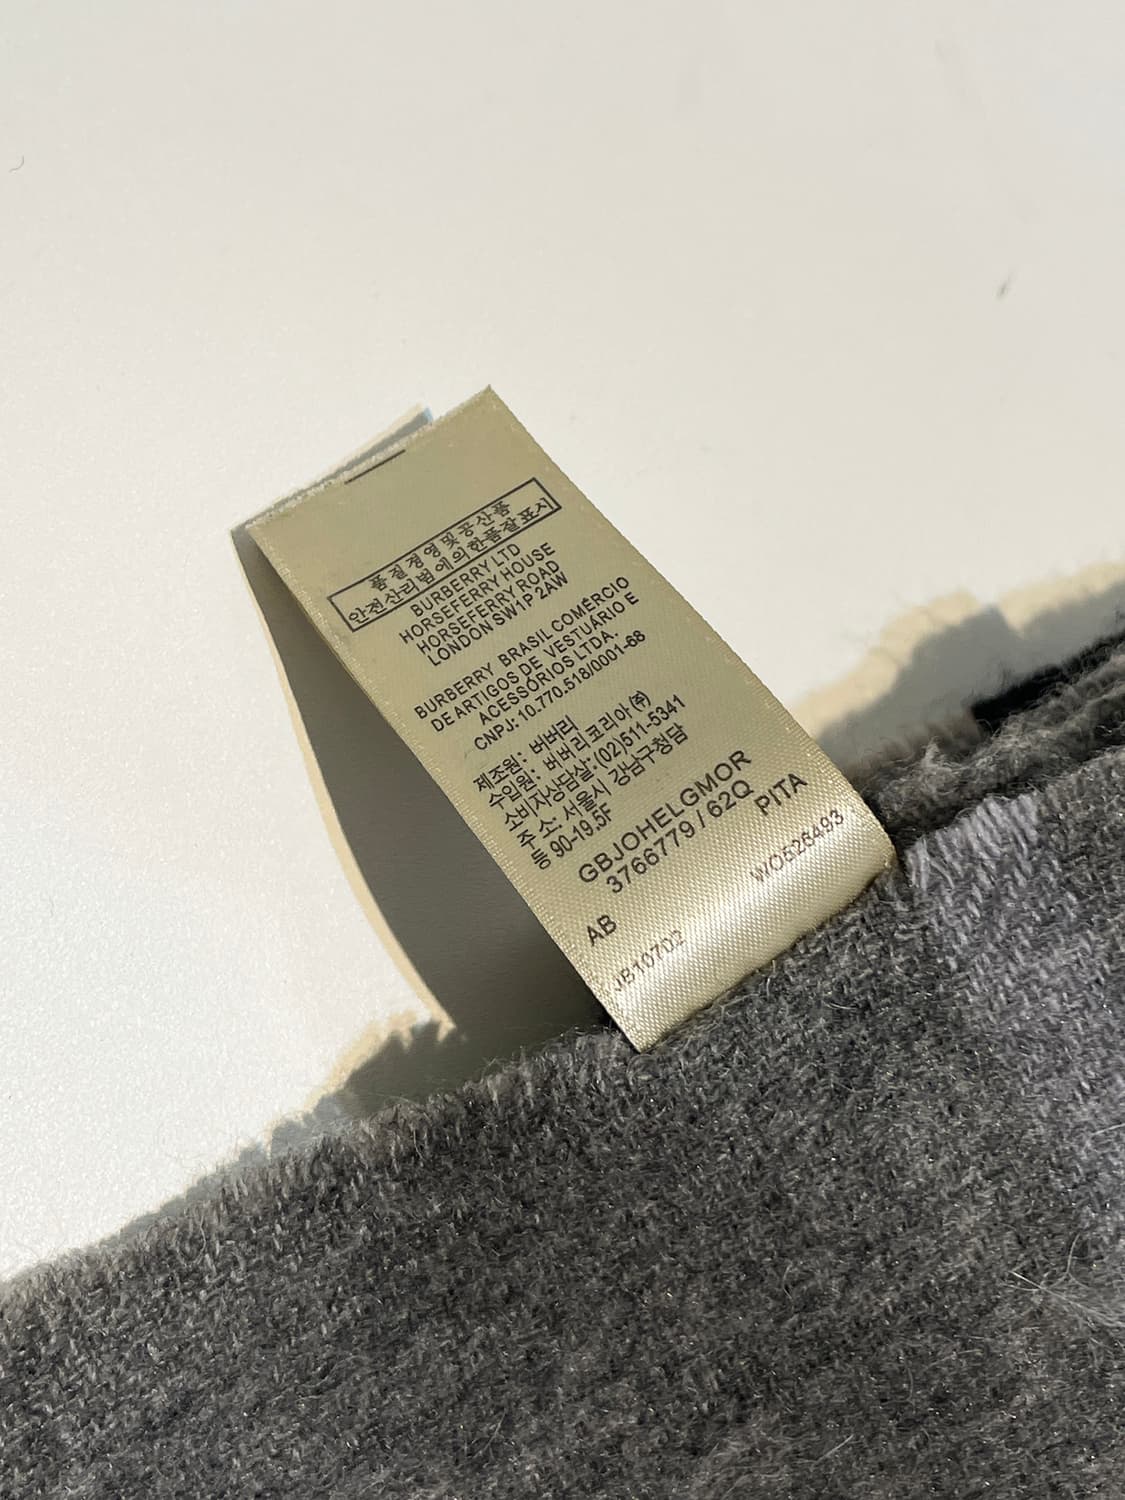 품질경영및공산품
안전산리법에의한품잘표시
BURBERRY LTD
HORSEFERRY HOUSE
HORSEFERRY ROAD
LONDON SW1P 2AW
BURBERRY BRASIL COMÉRCIO
DE ARTIGOS DE VESTUÁRIO E
ACESSÓRIOS LTDA.
CNPJ: 10.770.518/0001-68
제조원: 버버리
수입원: 버버리코리아㈜
소비지상담살:(02)511-5341
주 소: 서울시 강남구청담
동 90-19,5F
GBJOHELGMOR
3766779 / 62Q
PITA
AB
WO526493
JB10702